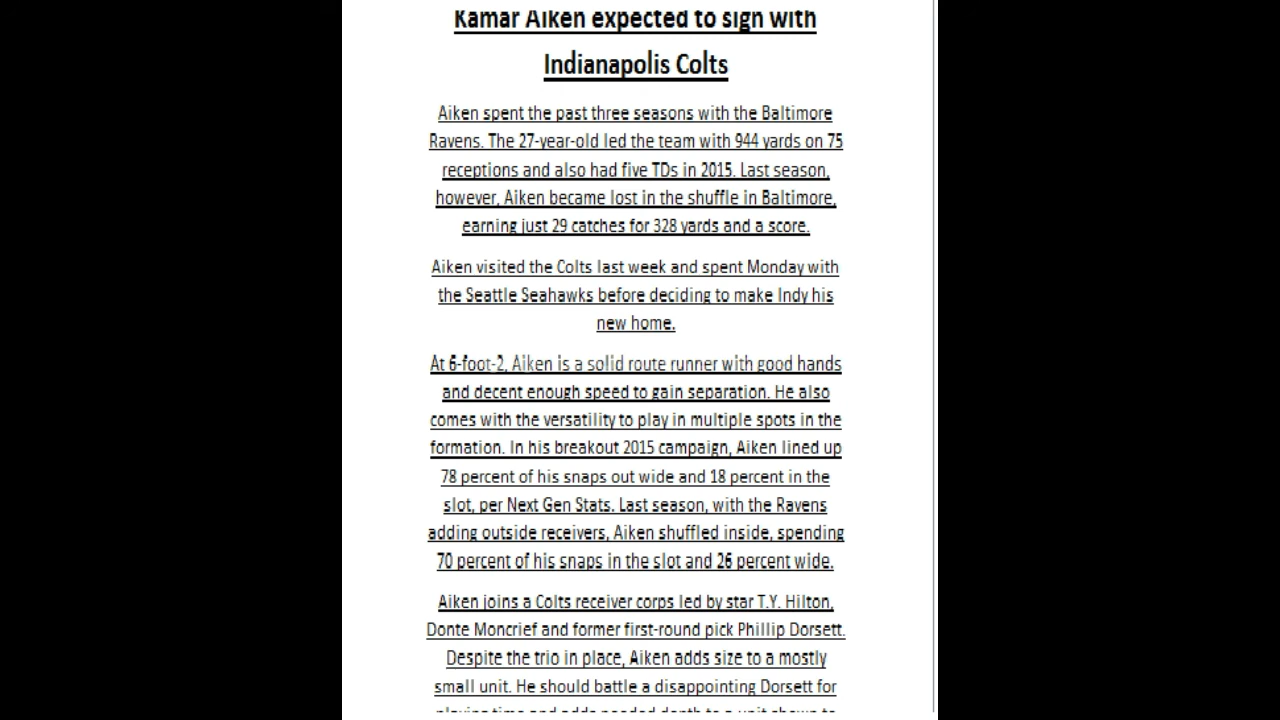 Kamar Aiken expected to sign with
Indianapolis Colts
Aiken spent the past three seasons with the Baltimore
Ravens. The 27-year-old led the team with 944 yards on 75
receptions and also had five TDs in 2015. Last season,
however, Aiken became lost in the shuffle in Baltimore,
earning just 29 catches for 328 yards and a score.
Aiken visited the Colts last week and spent Monday with
the Seattle Seahawks before deciding to make Indy his
new home.
At 6-foot-2, Aiken is a solid route runner with good hands
and decent enough speed to gain separation. He also
comes with the versatility to play in multiple spots in the
formation. In his breakout 2015 campaign, Aiken lined up
78 percent of his snaps out wide and 18 percent in the
slot, per Next Gen Stats. Last season, with the Ravens
adding outside receivers, Aiken shuffled inside, spending
70 percent of his snaps in the slot and 26 percent wide.
Aiken joins a Colts receiver corps led by star T.Y. Hilton,
Donte Moncrief and former first-round pick Phillip Dorsett.
Despite the trio in place, Aiken adds size to a mostly
small unit. He should battle a disappointing Dorsett for
playing time and adds needed depth to a unit shown to